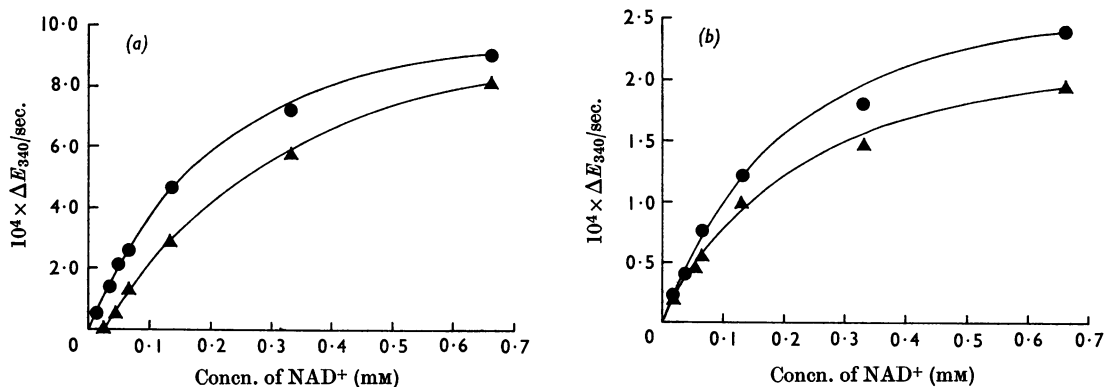 (a)
10·0
8·0
6·0
4·0
2·0
0
0·1 0·2 0·3 0·4 0·5 0·6 0·7
10⁴ × ΔE₃₄₀/sec.
Concn. of NAD⁺ (mM)
(b)
2·5
2·0
1·5
1·0
0·5
0
0·1 0·2 0·3 0·4 0·5 0·6 0·7
10⁴ × ΔE₃₄₀/sec.
Concn. of NAD⁺ (mM)